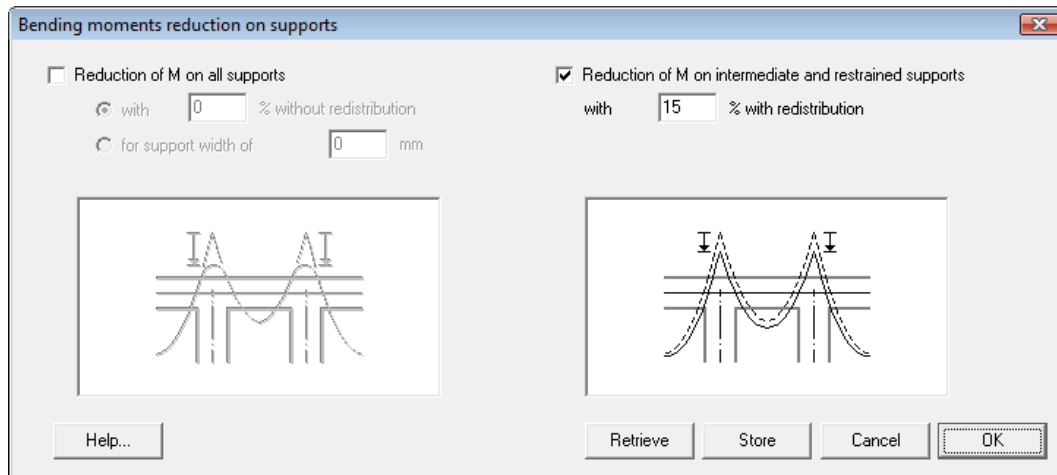 Bending moments reduction on supports
Reduction of M on all supports
with 0 % without redistribution
for support width of 0 mm
Reduction of M on intermediate and restrained supports
with 15 % with redistribution
Help...
Retrieve
Store
Cancel
OK